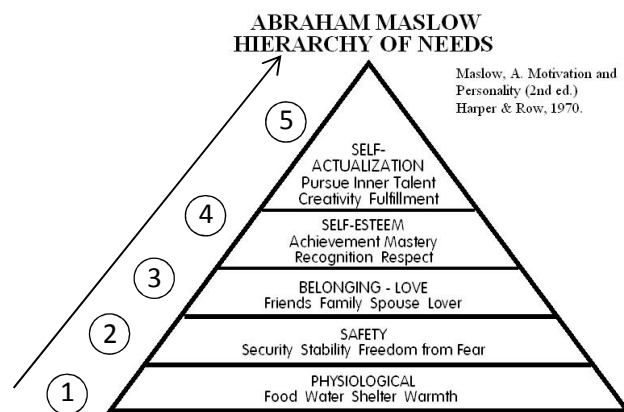 ABRAHAM MASLOW
HIERARCHY OF NEEDS
Maslow, A. Motivation and
Personality (2nd ed.)
Harper & Row, 1970.
5
SELF-
ACTUALIZATION
Pursue Inner Talent
Creativity Fulfillment
4
SELF-ESTEEM
Achievement Mastery
Recognition Respect
3
BELONGING - LOVE
Friends Family Spouse Lover
2
SAFETY
Security Stability Freedom from Fear
1
PHYSIOLOGICAL
Food Water Shelter Warmth